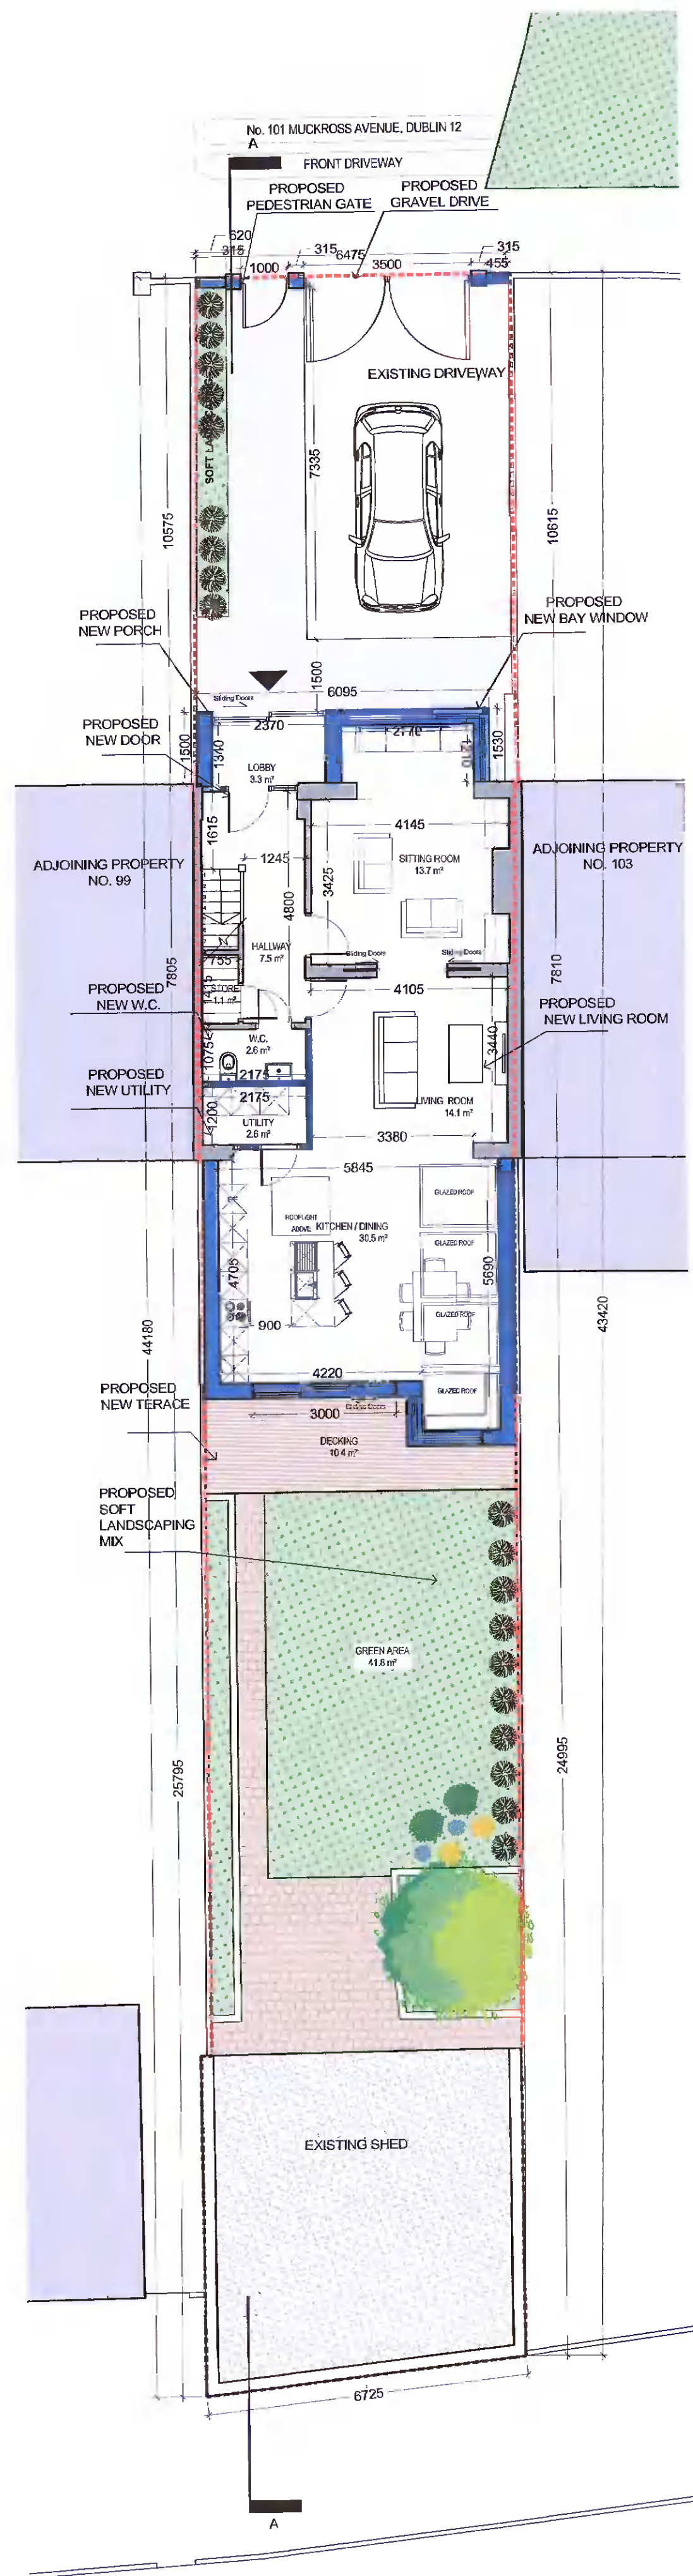 No. 101 MUCKROSS AVENUE, DUBLIN 12
A
FRONT DRIVEWAY
PROPOSED
PEDESTRIAN GATE
PROPOSED
GRAVEL DRIVE
620
315
1000
315
6475
3500
315
455
EXISTING DRIVEWAY
7335
10575
10615
PROPOSED
NEW PORCH
PROPOSED
NEW BAY WINDOW
1500
6095
Sliding Doors
2370
2770
PROPOSED
NEW DOOR
1500
1340
1210
1530
LOBBY
3.3 m²
ADJOINING PROPERTY
NO. 99
1615
1245
4145
SITTING ROOM
13.7 m²
3425
4800
ADJOINING PROPERTY
NO. 103
HALLWAY
7.5 m²
Sliding Doors
Sliding Doors
755
7805
7810
1415
STORE
1.1 m²
4105
PROPOSED
NEW W.C.
PROPOSED
NEW LIVING ROOM
W.C.
2.6 m²
1075
2175
3440
PROPOSED
NEW UTILITY
2175
1200
UTILITY
2.6 m²
LIVING ROOM
14.1 m²
3380
5845
GLAZED ROOF
ROOFLIGHT
ABOVE
KITCHEN / DINING
30.5 m²
GLAZED ROOF
4705
5690
GLAZED ROOF
900
44180
43420
4220
GLAZED ROOF
PROPOSED
NEW TERACE
3000
DECKING
10.4 m²
PROPOSED
SOFT
LANDSCAPING
MIX
GREEN AREA
41.8 m²
25795
24995
EXISTING SHED
6725
A